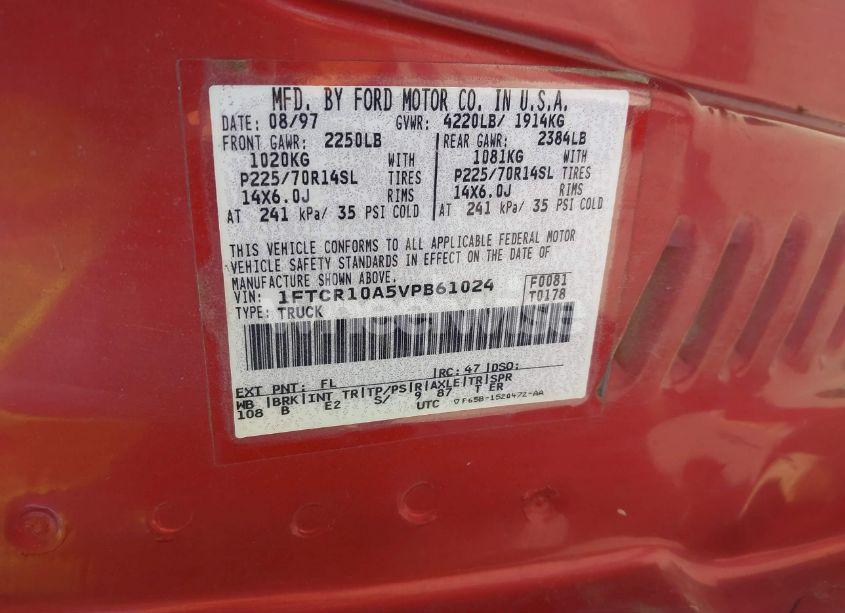 MFD. BY FORD MOTOR CO. IN U.S.A.
DATE: 08/97 GVWR: 4220LB/ 1914KG
FRONT GAWR: 2250LB REAR GAWR: 2384LB
1020KG WITH 1081KG WITH
P225/70R14SL TIRES P225/70R14SL TIRES
14X6.0J RIMS 14X6.0J RIMS
AT 241 kPa/ 35 PSI COLD AT 241 kPa/ 35 PSI COLD
THIS VEHICLE CONFORMS TO ALL APPLICABLE FEDERAL MOTOR
VEHICLE SAFETY STANDARDS IN EFFECT ON THE DATE OF
MANUFACTURE SHOWN ABOVE.
VIN: 1FTCR10A5VPB61024 F0081
TYPE: TRUCK T0178
EXT PNT: FL |RC: 47 |DSO:
WB |BRK|INT TR|TP/PS|R|AXLE|TR|SPR
108 B E2 S/ 9 87 T ER
UTC ▽F65B-1520472-AA